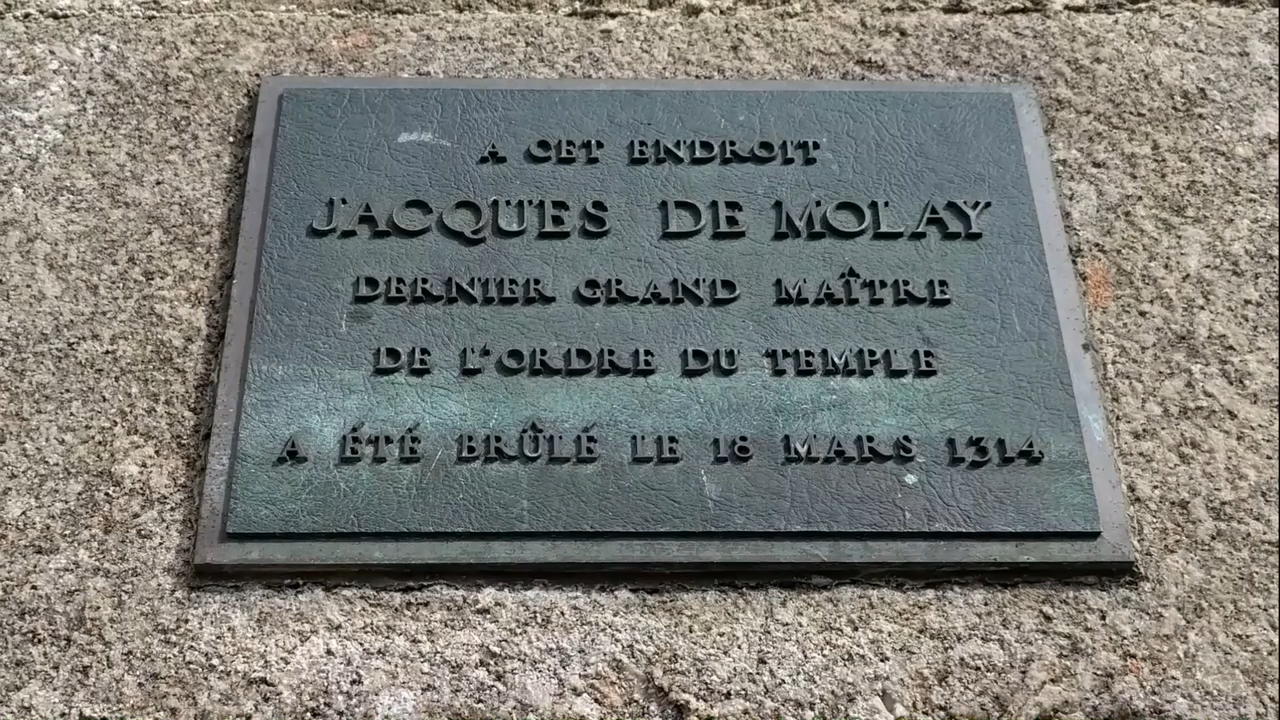 A CET ENDROIT
JACQUES DE MOLAY
DERNIER GRAND MAÎTRE
DE L'ORDRE DU TEMPLE
A ÉTÉ BRÛLÉ LE 18 MARS 1314